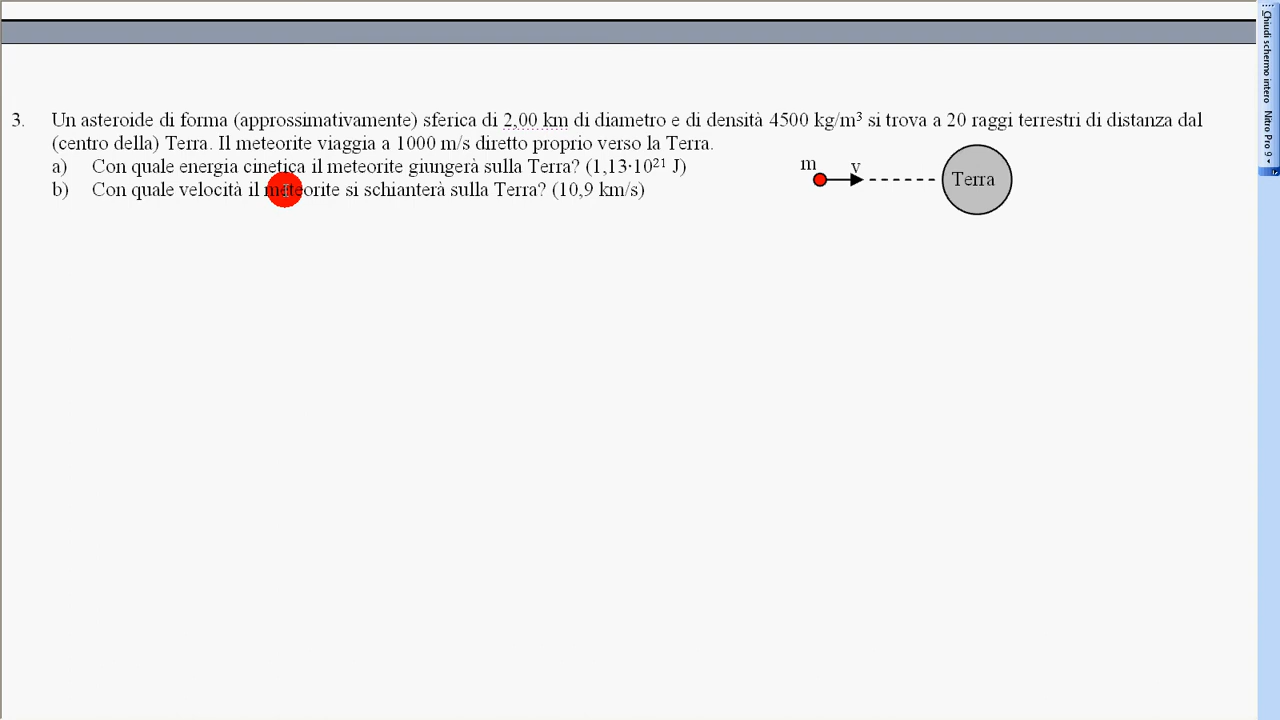 3. Un asteroide di forma (approssimativamente) sferica di 2,00 km di diametro e di densità 4500 kg/m³ si trova a 20 raggi terrestri di distanza dal
(centro della) Terra. Il meteorite viaggia a 1000 m/s diretto proprio verso la Terra.
a) Con quale energia cinetica il meteorite giungerà sulla Terra? (1,13·10²¹ J)
b) Con quale velocità il meteorite si schianterà sulla Terra? (10,9 km/s)
m
v
Terra
Chiudi schermo intero
Nitro Pro 9